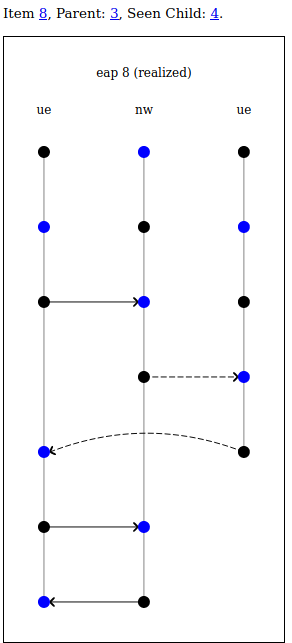 Item 8, Parent: 3, Seen Child: 4.
eap 8 (realized)
ue nw ue